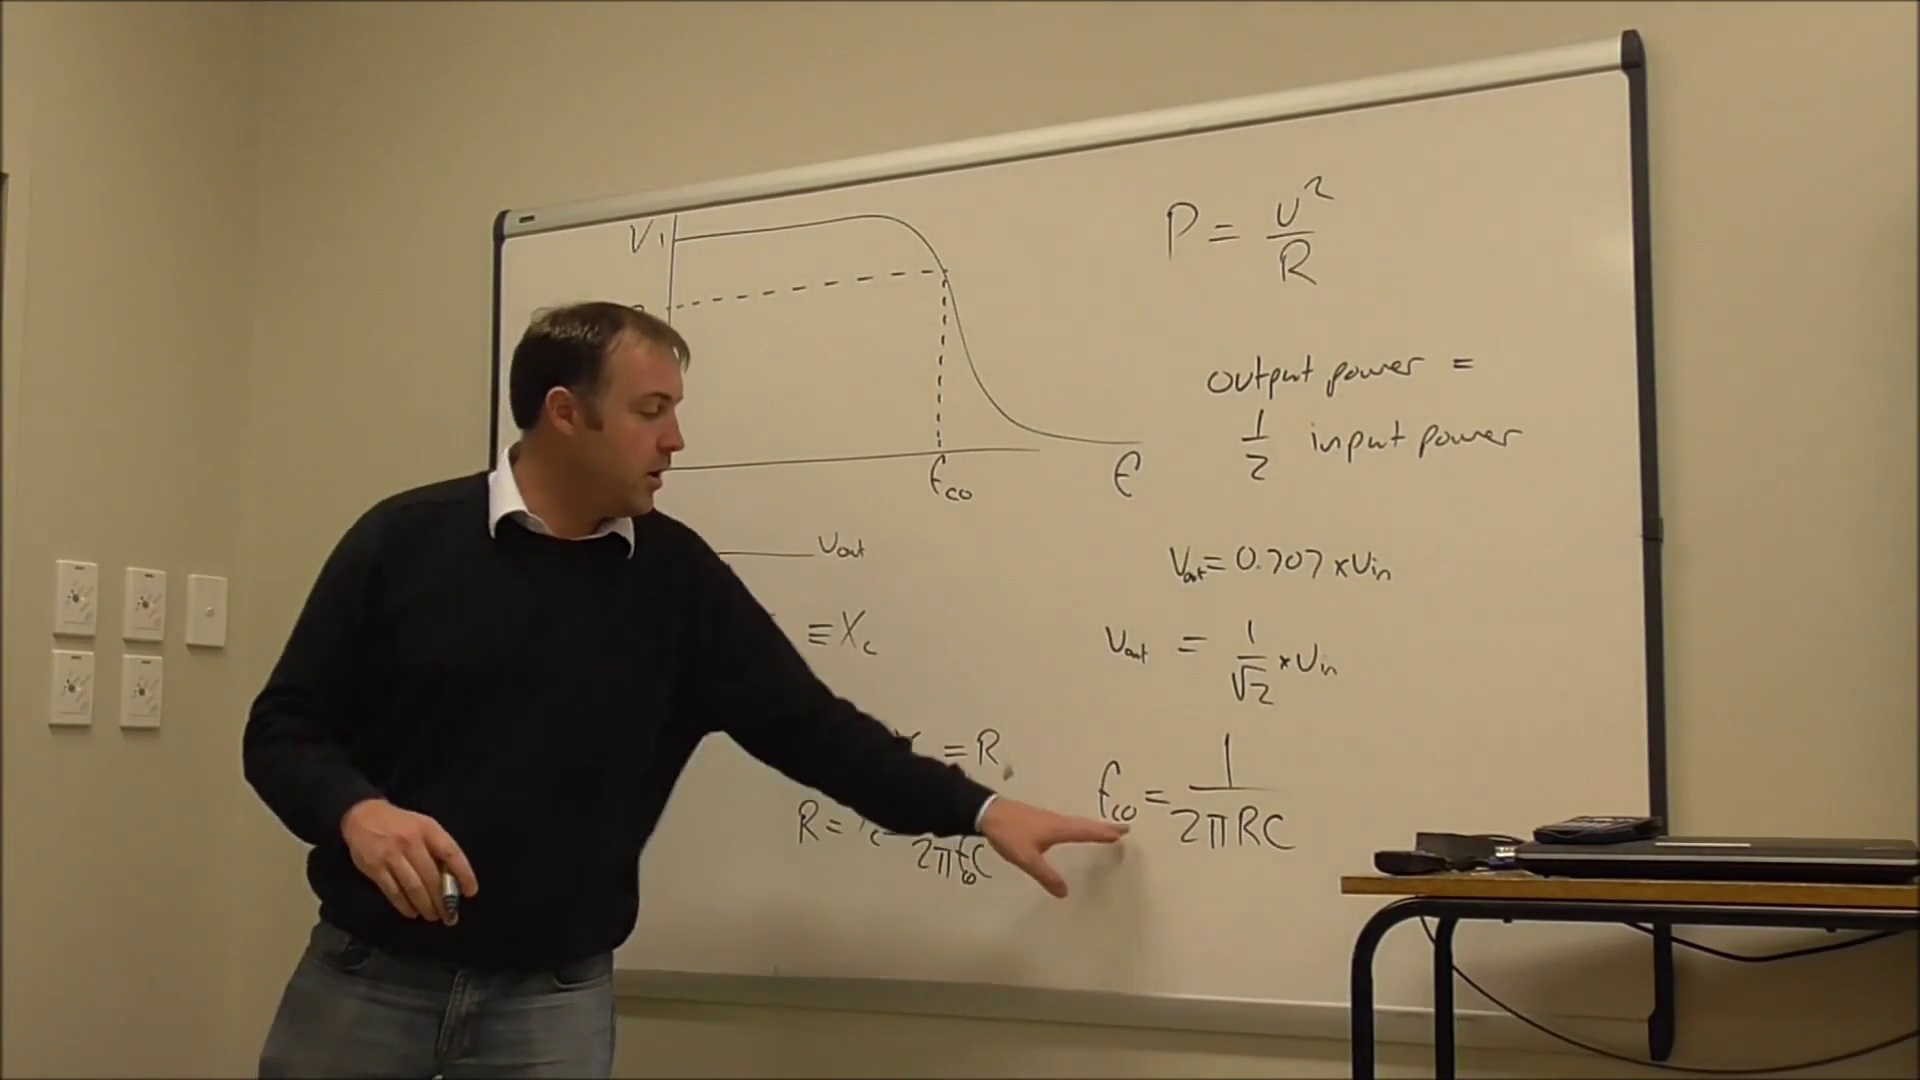 V₁
f_co
f
V_out
≡ X_c
= R
R =
2πf_coC
P = V²/R
output power =
1/2 input power
V_out = 0.707 × V_in
V_out = 1/√2 × V_in
f_co = 1/2πRC